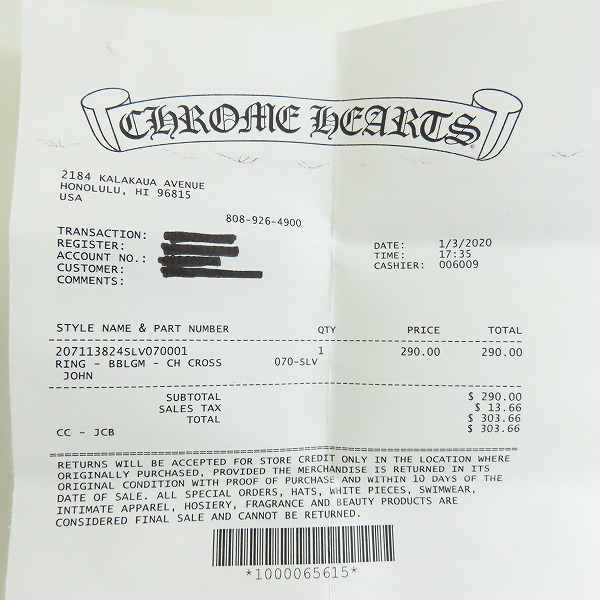 CHROME HEARTS
2184 KALAKAUA AVENUE
HONOLULU, HI 96815
USA
808-926-4900
TRANSACTION:
REGISTER:
ACCOUNT NO.:
CUSTOMER:
COMMENTS:
DATE: 1/3/2020
TIME: 17:35
CASHIER: 006009
STYLE NAME & PART NUMBER QTY PRICE TOTAL
207113824SLV070001 1 290.00 290.00
RING - BBLGM - CH CROSS 070-SLV
JOHN
SUBTOTAL $ 290.00
SALES TAX $ 13.66
TOTAL $ 303.66
CC - JCB $ 303.66
RETURNS WILL BE ACCEPTED FOR STORE CREDIT ONLY IN THE LOCATION WHERE
ORIGINALLY PURCHASED, PROVIDED THE MERCHANDISE IS RETURNED IN ITS
ORIGINAL CONDITION WITH PROOF OF PURCHASE AND WITHIN 10 DAYS OF THE
DATE OF SALE. ALL SPECIAL ORDERS, HATS, WHITE PIECES, SWIMWEAR,
INTIMATE APPAREL, HOSIERY, FRAGRANCE AND BEAUTY PRODUCTS ARE
CONSIDERED FINAL SALE AND CANNOT BE RETURNED.
*1000065615*